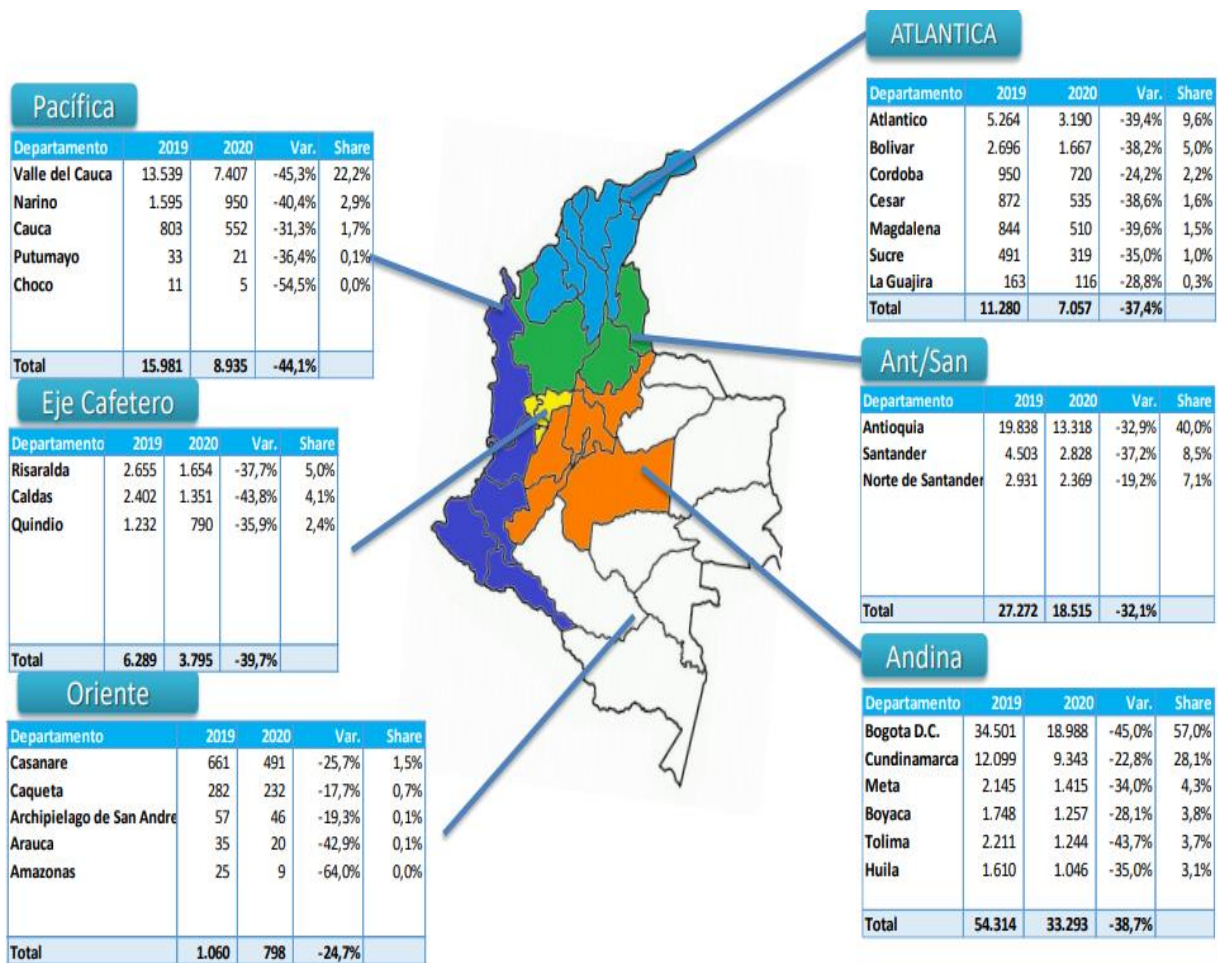 ATLANTICA
Departamento 2019 2020 Var. Share
Atlantico 5.264 3.190 -39,4% 9,6%
Bolivar 2.696 1.667 -38,2% 5,0%
Cordoba 950 720 -24,2% 2,2%
Cesar 872 535 -38,6% 1,6%
Magdalena 844 510 -39,6% 1,5%
Sucre 491 319 -35,0% 1,0%
La Guajira 163 116 -28,8% 0,3%
Total 11.280 7.057 -37,4%
Pacífica
Departamento 2019 2020 Var. Share
Valle del Cauca 13.539 7.407 -45,3% 22,2%
Narino 1.595 950 -40,4% 2,9%
Cauca 803 552 -31,3% 1,7%
Putumayo 33 21 -36,4% 0,1%
Choco 11 5 -54,5% 0,0%
Total 15.981 8.935 -44,1%
Ant/San
Departamento 2019 2020 Var. Share
Antioquia 19.838 13.318 -32,9% 40,0%
Santander 4.503 2.828 -37,2% 8,5%
Norte de Santander 2.931 2.369 -19,2% 7,1%
Total 27.272 18.515 -32,1%
Eje Cafetero
Departamento 2019 2020 Var. Share
Risaralda 2.655 1.654 -37,7% 5,0%
Caldas 2.402 1.351 -43,8% 4,1%
Quindio 1.232 790 -35,9% 2,4%
Total 6.289 3.795 -39,7%
Andina
Departamento 2019 2020 Var. Share
Bogota D.C. 34.501 18.988 -45,0% 57,0%
Cundinamarca 12.099 9.343 -22,8% 28,1%
Meta 2.145 1.415 -34,0% 4,3%
Boyaca 1.748 1.257 -28,1% 3,8%
Tolima 2.211 1.244 -43,7% 3,7%
Huila 1.610 1.046 -35,0% 3,1%
Total 54.314 33.293 -38,7%
Oriente
Departamento 2019 2020 Var. Share
Casanare 661 491 -25,7% 1,5%
Caqueta 282 232 -17,7% 0,7%
Archipielago de San Andre 57 46 -19,3% 0,1%
Arauca 35 20 -42,9% 0,1%
Amazonas 25 9 -64,0% 0,0%
Total 1.060 798 -24,7%